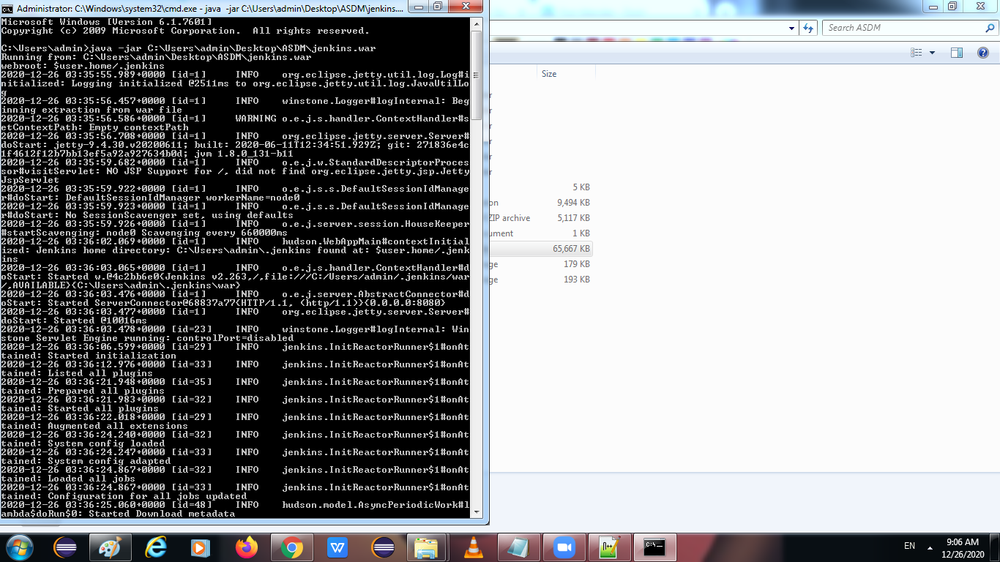 Administrator: C:\Windows\system32\cmd.exe - java -jar C:\Users\admin\Desktop\ASDM\jenkins....
Microsoft Windows [Version 6.1.7601]
Copyright (c) 2009 Microsoft Corporation.  All rights reserved.
C:\Users\admin>java -jar C:\Users\admin\Desktop\ASDM\jenkins.war
Running from: C:\Users\admin\Desktop\ASDM\jenkins.war
webroot: $user.home/.jenkins
2020-12-26 03:35:55.989+0000 [id=1]     INFO    org.eclipse.jetty.util.log.Log#i
nitialized: Logging initialized @2511ms to org.eclipse.jetty.util.log.JavaUtilLo
g
2020-12-26 03:35:56.457+0000 [id=1]     INFO    winstone.Logger#logInternal: Beg
inning extraction from war file
2020-12-26 03:35:56.586+0000 [id=1]     WARNING o.e.j.s.handler.ContextHandler#s
etContextPath: Empty contextPath
2020-12-26 03:35:56.708+0000 [id=1]     INFO    org.eclipse.jetty.server.Server#
doStart: jetty-9.4.30.v20200611; built: 2020-06-11T12:34:51.929Z; git: 271836e4c
1f4612f12b7bb13ef5a92a927634b0d; jvm 1.8.0_131-b11
2020-12-26 03:35:59.682+0000 [id=1]     INFO    o.e.j.w.StandardDescriptorProces
sor#visitServlet: NO JSP Support for /, did not find org.eclipse.jetty.jsp.Jetty
JspServlet
2020-12-26 03:35:59.922+0000 [id=1]     INFO    o.e.j.s.s.DefaultSessionIdManage
r#doStart: DefaultSessionIdManager workerName=node0
2020-12-26 03:35:59.923+0000 [id=1]     INFO    o.e.j.s.s.DefaultSessionIdManage
r#doStart: No SessionScavenger set, using defaults
2020-12-26 03:35:59.926+0000 [id=1]     INFO    o.e.j.server.session.HouseKeeper
#startScavenging: node0 Scavenging every 660000ms
2020-12-26 03:36:02.069+0000 [id=1]     INFO    hudson.WebAppMain#contextInitial
ized: Jenkins home directory: C:\Users\admin\.jenkins found at: $user.home/.jenk
ins
2020-12-26 03:36:03.065+0000 [id=1]     INFO    o.e.j.s.handler.ContextHandler#d
oStart: Started w.@4c2bb6e0{Jenkins v2.263,/,file:///C:/Users/admin/.jenkins/war
/,AVAILABLE}{C:\Users\admin\.jenkins\war}
2020-12-26 03:36:03.476+0000 [id=1]     INFO    o.e.j.server.AbstractConnector#d
oStart: Started ServerConnector@68837a77{HTTP/1.1, (http/1.1)}{0.0.0.0:8080}
2020-12-26 03:36:03.477+0000 [id=1]     INFO    org.eclipse.jetty.server.Server#
doStart: Started @10016ms
2020-12-26 03:36:03.478+0000 [id=23]    INFO    winstone.Logger#logInternal: Win
stone Servlet Engine running: controlPort=disabled
2020-12-26 03:36:06.599+0000 [id=29]    INFO    jenkins.InitReactorRunner$1#onAt
tained: Started initialization
2020-12-26 03:36:12.976+0000 [id=33]    INFO    jenkins.InitReactorRunner$1#onAt
tained: Listed all plugins
2020-12-26 03:36:21.948+0000 [id=35]    INFO    jenkins.InitReactorRunner$1#onAt
tained: Prepared all plugins
2020-12-26 03:36:21.983+0000 [id=32]    INFO    jenkins.InitReactorRunner$1#onAt
tained: Started all plugins
2020-12-26 03:36:22.018+0000 [id=29]    INFO    jenkins.InitReactorRunner$1#onAt
tained: Augmented all extensions
2020-12-26 03:36:24.240+0000 [id=32]    INFO    jenkins.InitReactorRunner$1#onAt
tained: System config loaded
2020-12-26 03:36:24.247+0000 [id=33]    INFO    jenkins.InitReactorRunner$1#onAt
tained: System config adapted
2020-12-26 03:36:24.867+0000 [id=32]    INFO    jenkins.InitReactorRunner$1#onAt
tained: Loaded all jobs
2020-12-26 03:36:24.867+0000 [id=33]    INFO    jenkins.InitReactorRunner$1#onAt
tained: Configuration for all jobs updated
2020-12-26 03:36:25.060+0000 [id=48]    INFO    hudson.model.AsyncPeriodicWork#l
ambda$doRun$0: Started Download metadata
Search ASDM
Size
r
r
r
r
r
r
5 KB
on 9,494 KB
ZIP archive 5,117 KB
ument 1 KB
65,667 KB
ge 179 KB
ge 193 KB
EN
9:06 AM
12/26/2020